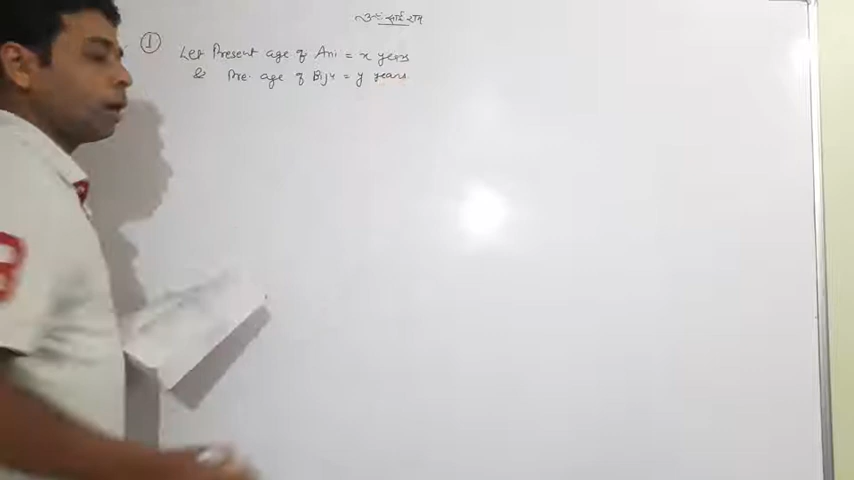 ① Let Present age of Ani = x years
& Pre. age of Biju = y years.